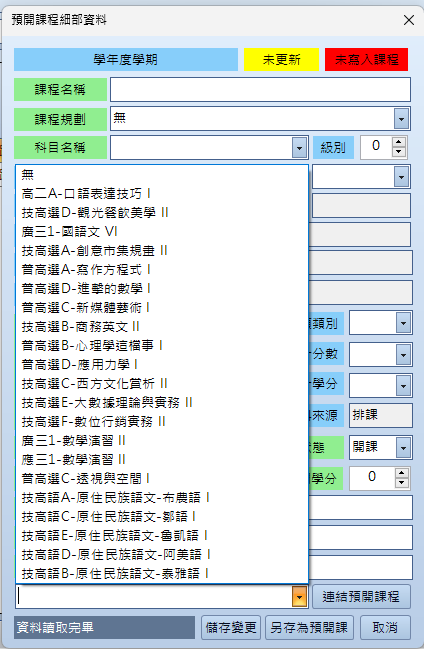 預開課程細部資料
學年度學期 未更新 未寫入課程
課程名稱
課程規劃 無
科目名稱 級別 0
無
高二A-口語表達技巧 I
技高選D-觀光餐飲美學 II
廣三1-國語文 VI
技高選A-創意市集規畫 II
普高選A-寫作方程式 I
普高選D-進擊的數學 I
普高選C-新媒體藝術 I
技高選B-商務英文 II
普高選B-心理學這檔事 I
普高選D-應用力學 I
技高選C-西方文化賞析 II
技高選E-大數據理論與實務 II
技高選F-數位行銷實務 II
廣三1-數學演習 II
應三1-數學演習 II
普高選C-透視與空間 I
技高語A-原住民族語文-布農語 I
技高語C-原住民族語文-鄒語 I
技高語E-原住民族語文-魯凱語 I
技高語D-原住民族語文-阿美語 I
技高語B-原住民族語文-泰雅語 I
類別
分數
學分
來源 排課
狀態 開課
學分 0
連結預開課程
資料讀取完畢 儲存變更 另存為預開課 取消